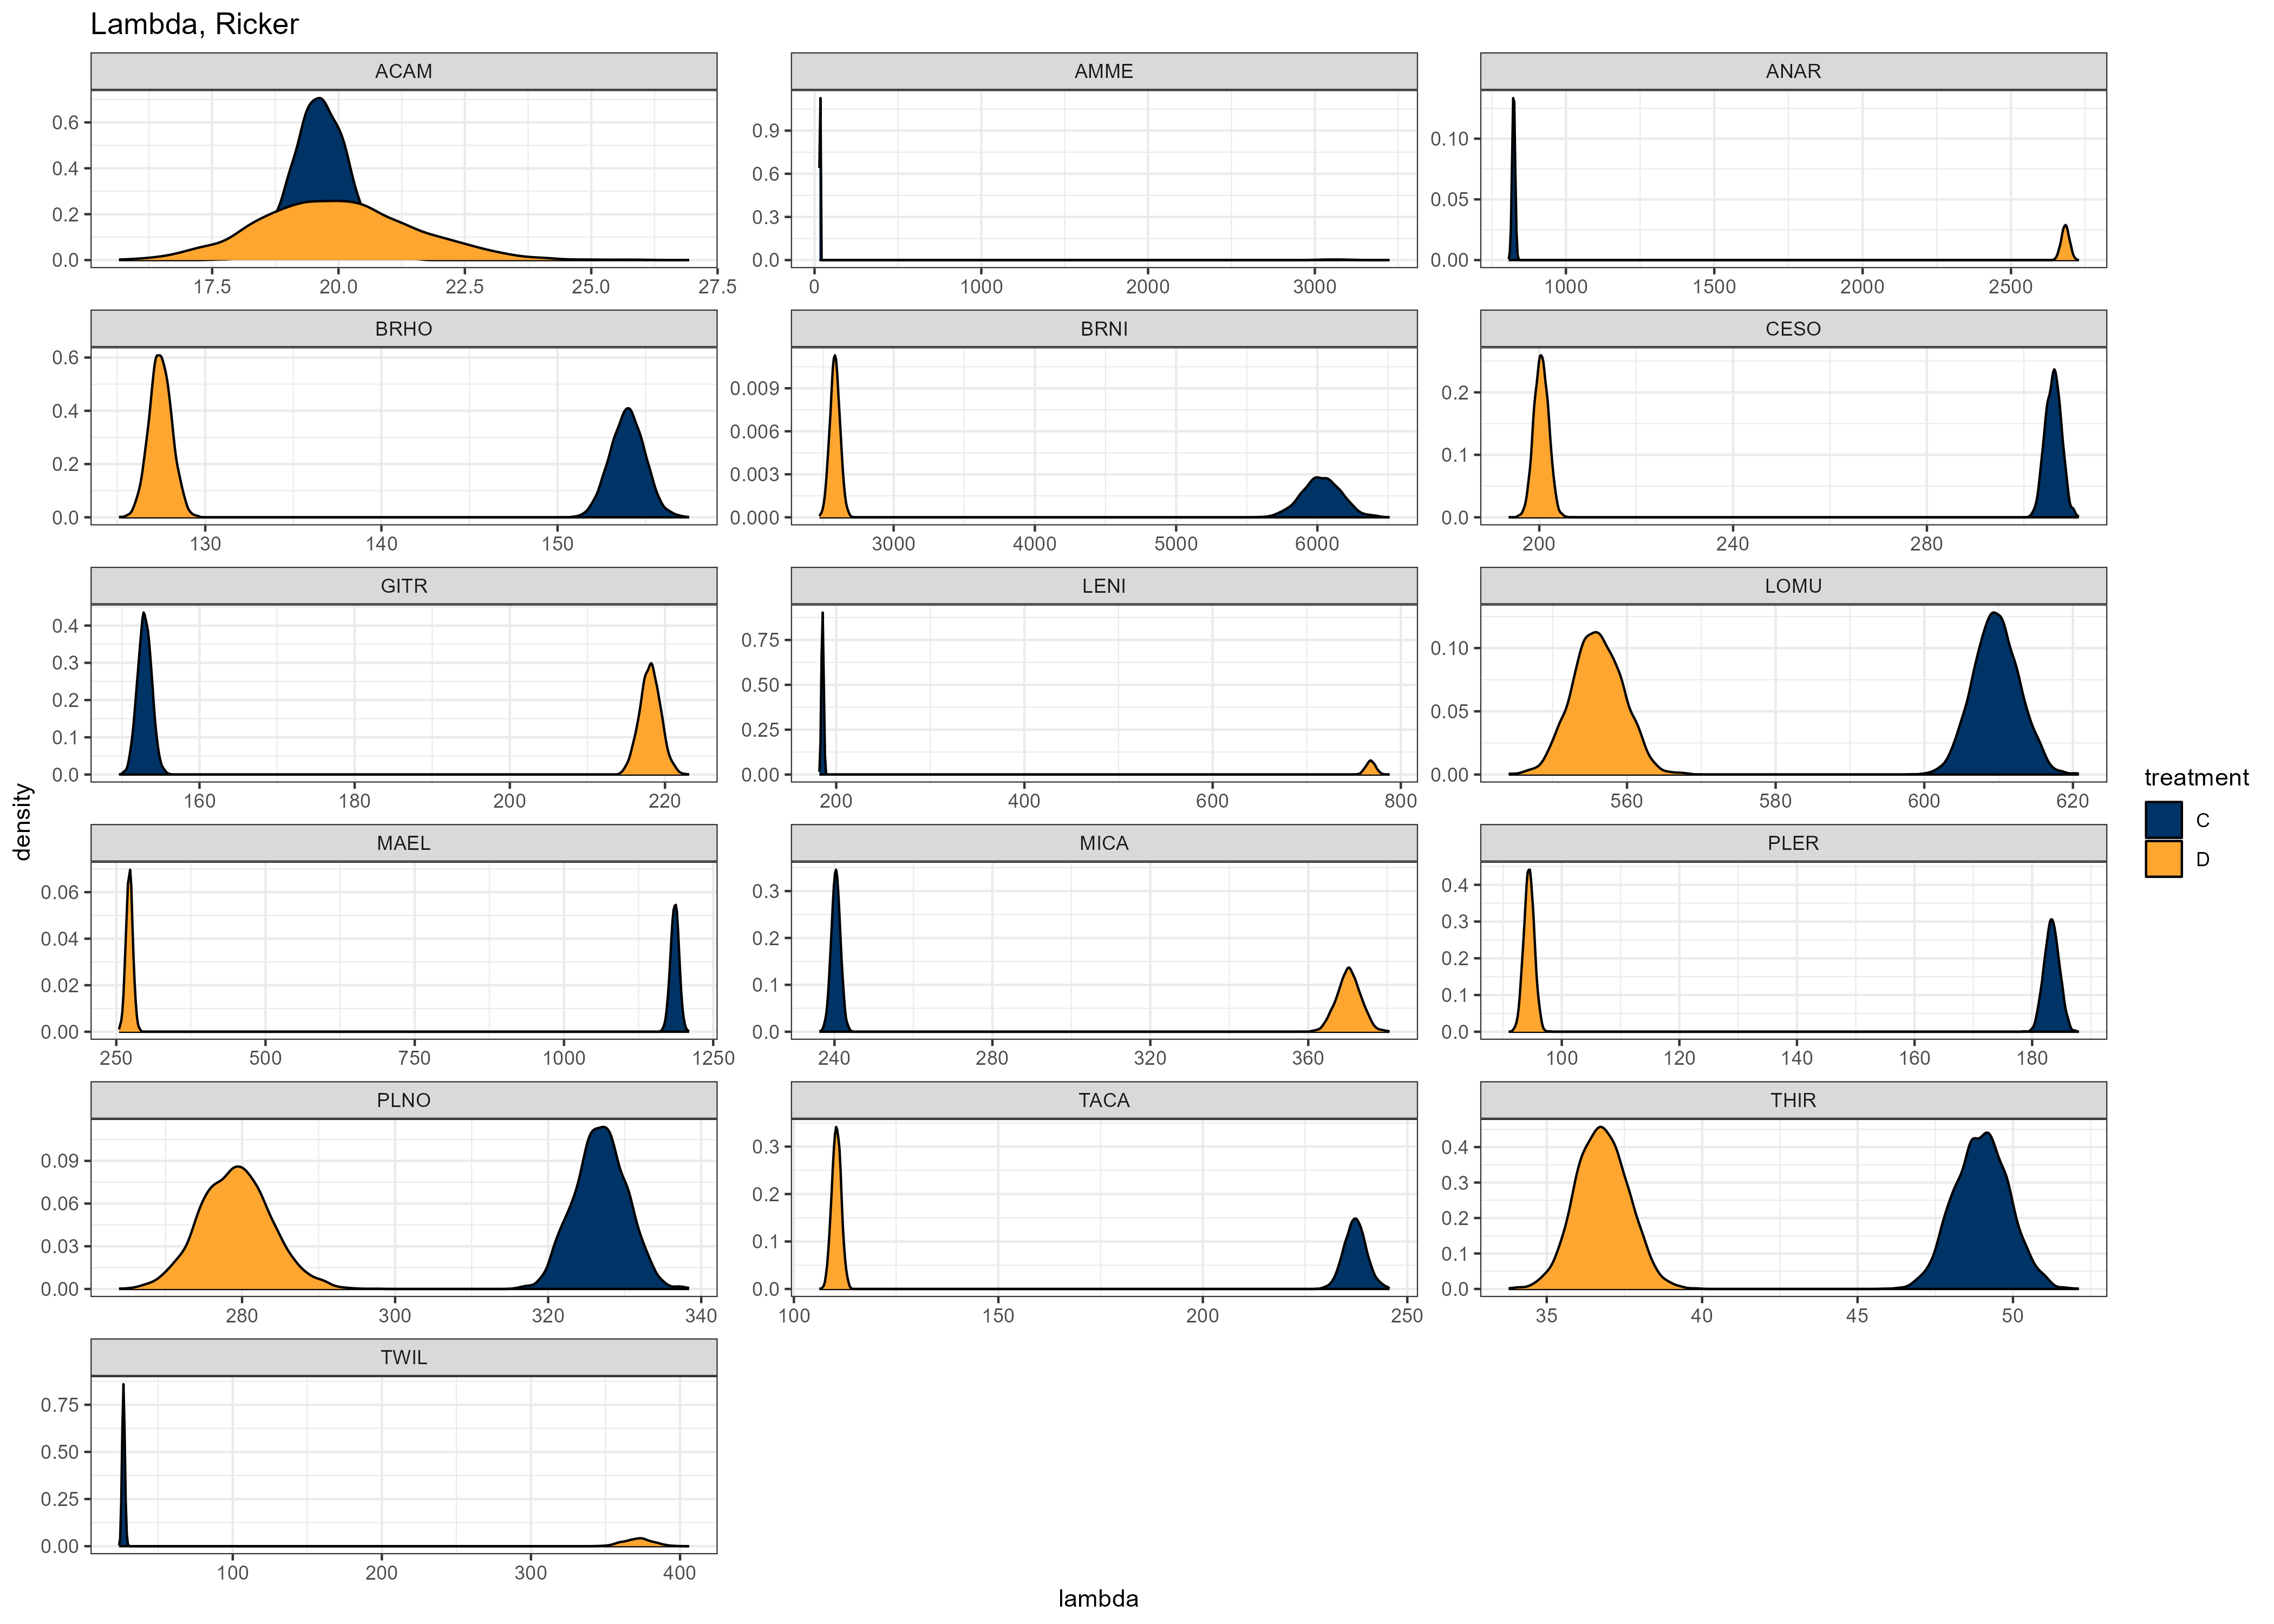 Lambda, Ricker
ACAM
AMME
ANAR
0.6
0.4
0.2
0.0
17.5 20.0 22.5 25.0 27.5
0.9
0.6
0.3
0.0
0 1000 2000 3000
0.10
0.05
0.00
1000 1500 2000 2500
BRHO
BRNI
CESO
0.6
0.4
0.2
0.0
130 140 150
0.009
0.006
0.003
0.000
3000 4000 5000 6000
0.2
0.1
0.0
200 240 280
GITR
LENI
LOMU
0.4
0.3
0.2
0.1
0.0
160 180 200 220
0.75
0.50
0.25
0.00
200 400 600 800
0.10
0.05
0.00
560 580 600 620
MAEL
MICA
PLER
0.06
0.04
0.02
0.00
250 500 750 1000 1250
0.3
0.2
0.1
0.0
240 280 320 360
0.4
0.3
0.2
0.1
0.0
100 120 140 160 180
PLNO
TACA
THIR
0.09
0.06
0.03
0.00
280 300 320 340
0.3
0.2
0.1
0.0
100 150 200 250
0.4
0.3
0.2
0.1
0.0
35 40 45 50
TWIL
0.75
0.50
0.25
0.00
100 200 300 400
density
lambda
treatment
C
D